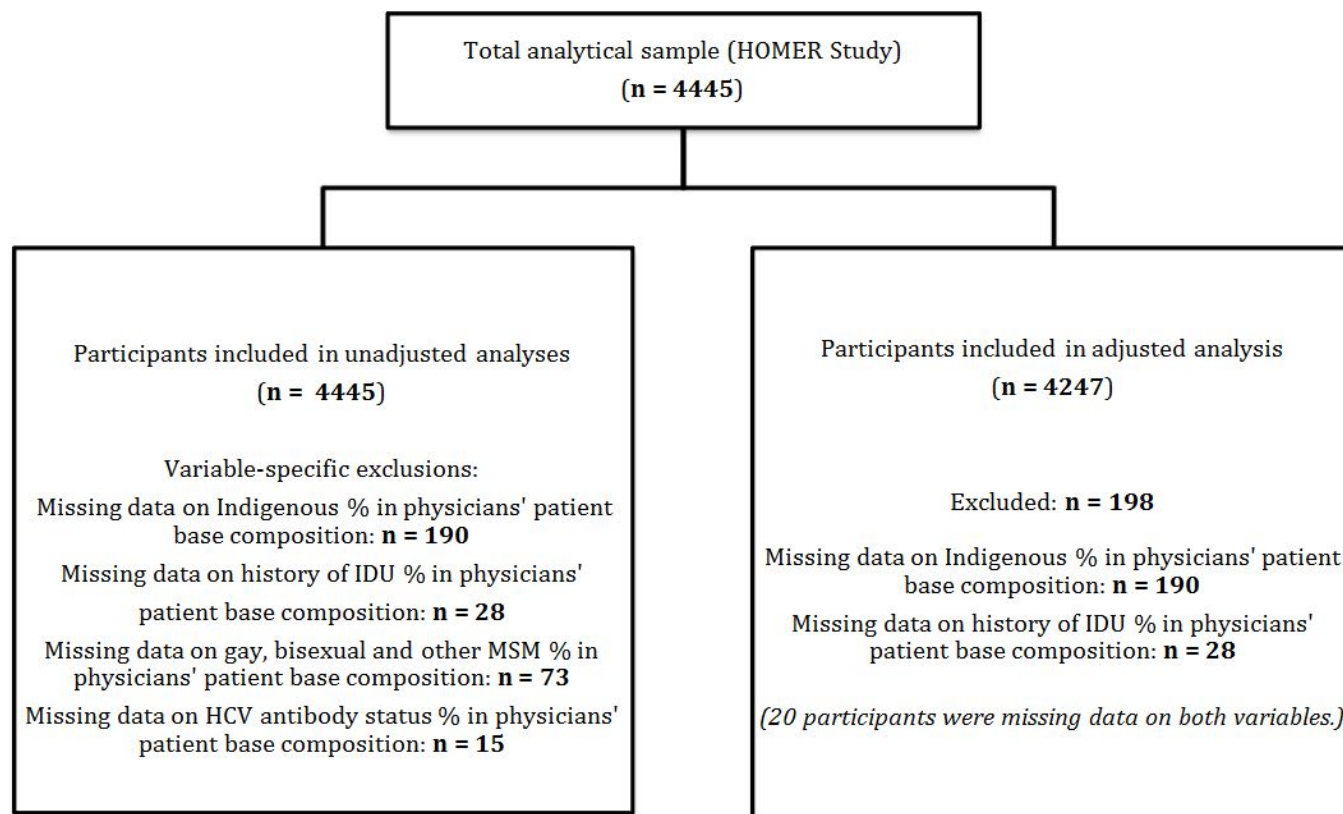 Total analytical sample (HOMER Study)
(n = 4445)
Participants included in unadjusted analyses
(n =  4445)
Variable-specific exclusions:
Missing data on Indigenous % in physicians' patient
base composition: n = 190
Missing data on history of IDU % in physicians'
patient base composition: n = 28
Missing data on gay, bisexual and other MSM % in
physicians' patient base composition: n = 73
Missing data on HCV antibody status % in physicians'
patient base composition: n = 15
Participants included in adjusted analysis
(n = 4247)
Excluded: n = 198
Missing data on Indigenous % in physicians' patient
base composition: n = 190
Missing data on history of IDU % in physicians'
patient base composition: n = 28
(20 participants were missing data on both variables.)